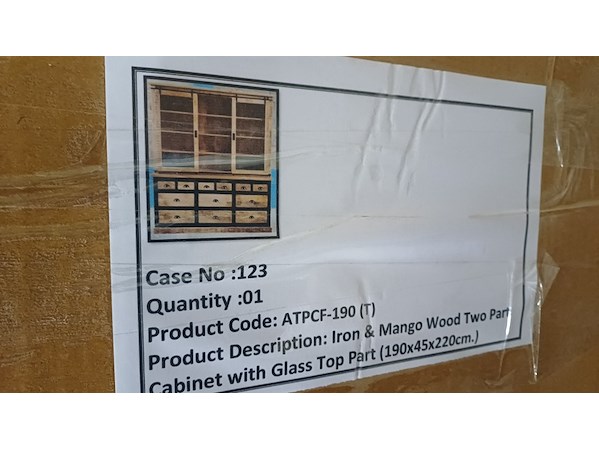 Case No :123
Quantity :01
Product Code: ATPCF-190 (T)
Product Description: Iron & Mango Wood Two Part
Cabinet with Glass Top Part (190x45x220cm.)